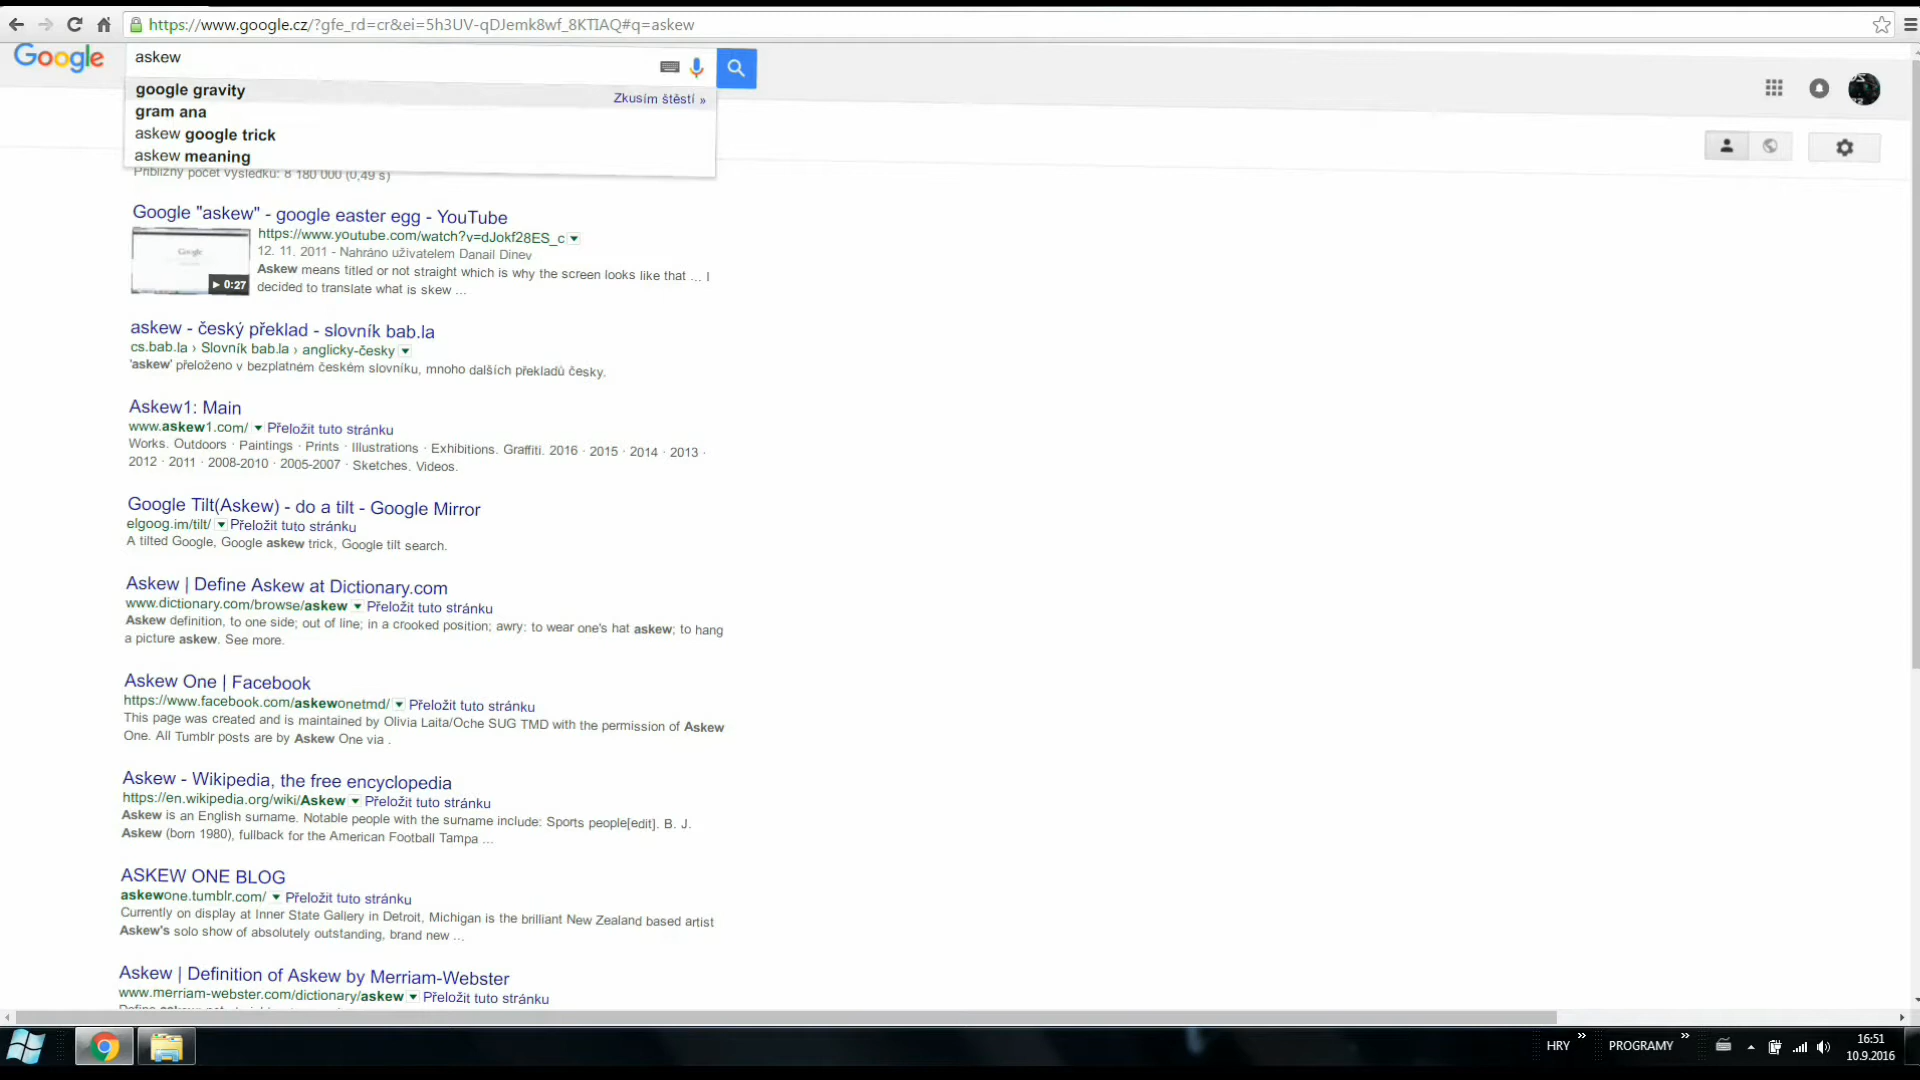 https://www.google.cz/?gfe_rd=cr&ei=5h3UV-qDJemk8wf_8KTIAQ#q=askew
Google
askew
google gravity
Zkusím štěstí »
gram ana
askew google trick
askew meaning
Přibližný počet výsledků: 8 180 000 (0,49 s)
Google "askew" - google easter egg - YouTube
https://www.youtube.com/watch?v=dJokf28ES_c
12. 11. 2011 - Nahráno uživatelem Danail Dinev
Askew means titled or not straight which is why the screen looks like that ... I
decided to translate what is skew ...
Google
0:27
askew - český překlad - slovník bab.la
cs.bab.la › Slovník bab.la › anglicky-česky
'askew' přeloženo v bezplatném českém slovníku, mnoho dalších překladů česky.
Askew1: Main
www.askew1.com/ Přeložit tuto stránku
Works. Outdoors · Paintings · Prints · Illustrations · Exhibitions. Graffiti. 2016 · 2015 · 2014 · 2013 ·
2012 · 2011 · 2008-2010 · 2005-2007 · Sketches. Videos.
Google Tilt(Askew) - do a tilt - Google Mirror
elgoog.im/tilt/ Přeložit tuto stránku
A tilted Google, Google askew trick, Google tilt search.
Askew | Define Askew at Dictionary.com
www.dictionary.com/browse/askew Přeložit tuto stránku
Askew definition, to one side; out of line; in a crooked position; awry: to wear one's hat askew; to hang
a picture askew. See more.
Askew One | Facebook
https://www.facebook.com/askewonetmd/ Přeložit tuto stránku
This page was created and is maintained by Olivia Laita/Oche SUG TMD with the permission of Askew
One. All Tumblr posts are by Askew One via .
Askew - Wikipedia, the free encyclopedia
https://en.wikipedia.org/wiki/Askew Přeložit tuto stránku
Askew is an English surname. Notable people with the surname include: Sports people[edit]. B. J.
Askew (born 1980), fullback for the American Football Tampa ...
ASKEW ONE BLOG
askewone.tumblr.com/ Přeložit tuto stránku
Currently on display at Inner State Gallery in Detroit, Michigan is the brilliant New Zealand based artist
Askew's solo show of absolutely outstanding, brand new ...
Askew | Definition of Askew by Merriam-Webster
www.merriam-webster.com/dictionary/askew Přeložit tuto stránku
HRY
PROGRAMY
16:51
10.9.2016